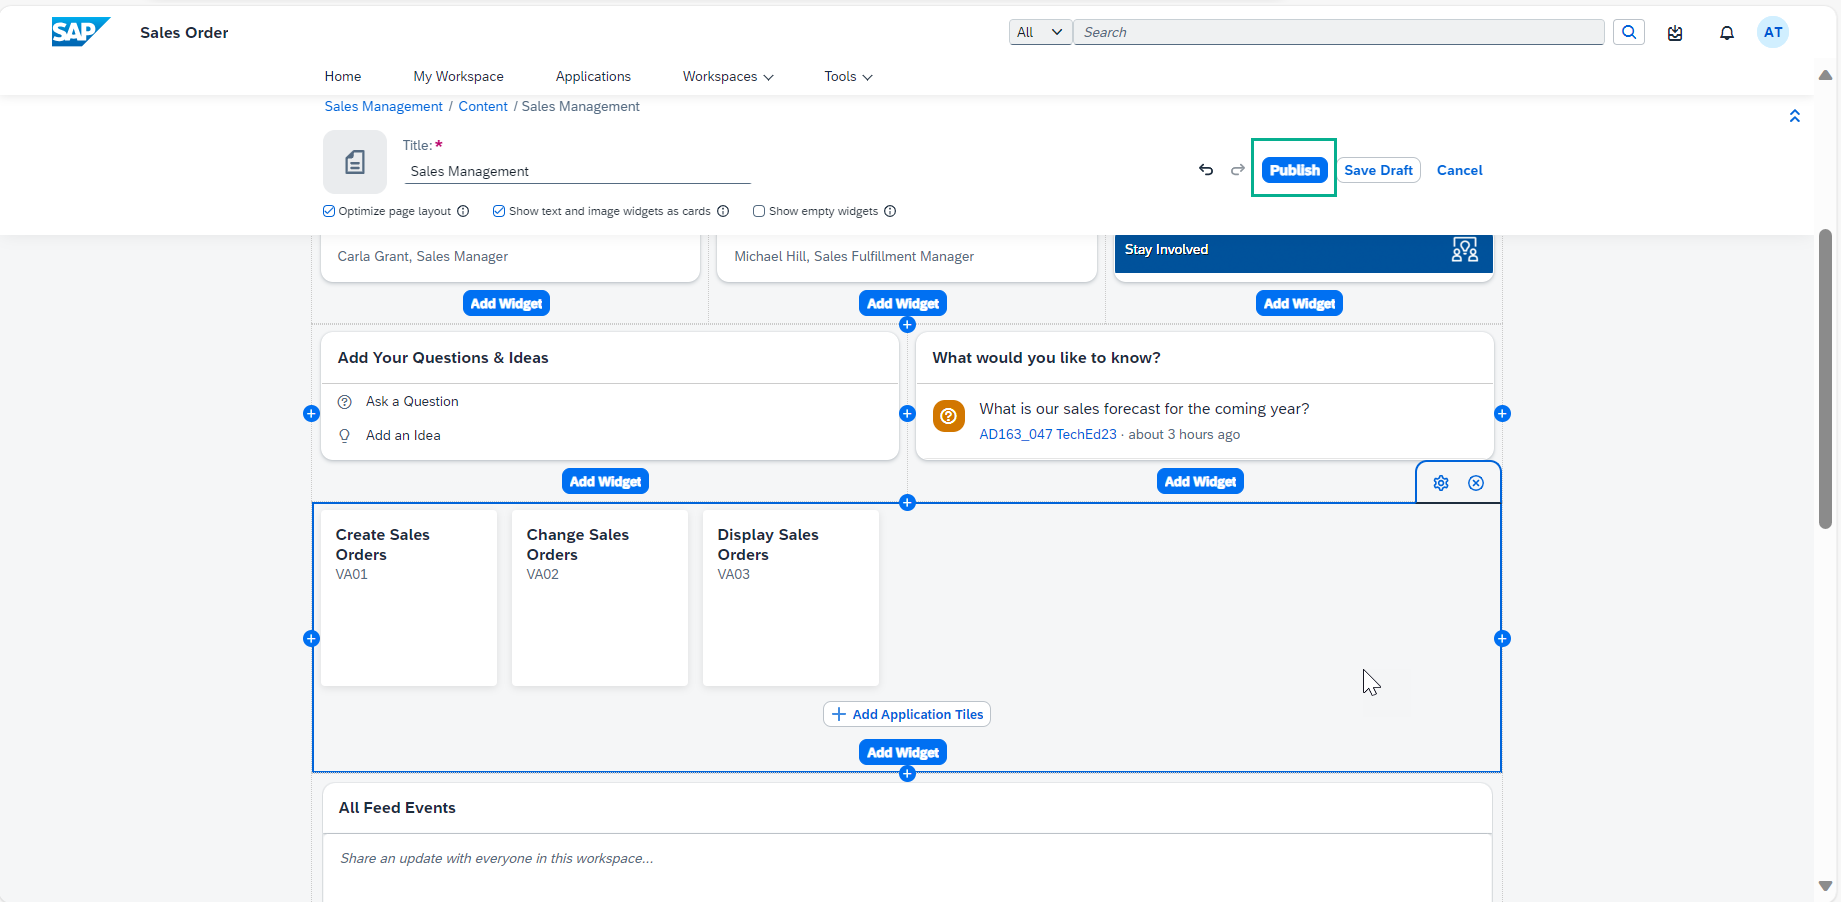 SAP Sales Order All Search AT
Home My Workspace Applications Workspaces Tools
Sales Management / Content / Sales Management
Title:*
Sales Management
Publish Save Draft Cancel
Optimize page layout Show text and image widgets as cards Show empty widgets
Carla Grant, Sales Manager Michael Hill, Sales Fulfillment Manager Stay Involved
Add Widget Add Widget Add Widget
Add Your Questions & Ideas What would you like to know?
Ask a Question What is our sales forecast for the coming year?
Add an Idea AD163_047 TechEd23 · about 3 hours ago
Add Widget Add Widget
Create Sales Change Sales Display Sales
Orders Orders Orders
VA01 VA02 VA03
Add Application Tiles
Add Widget
All Feed Events
Share an update with everyone in this workspace...